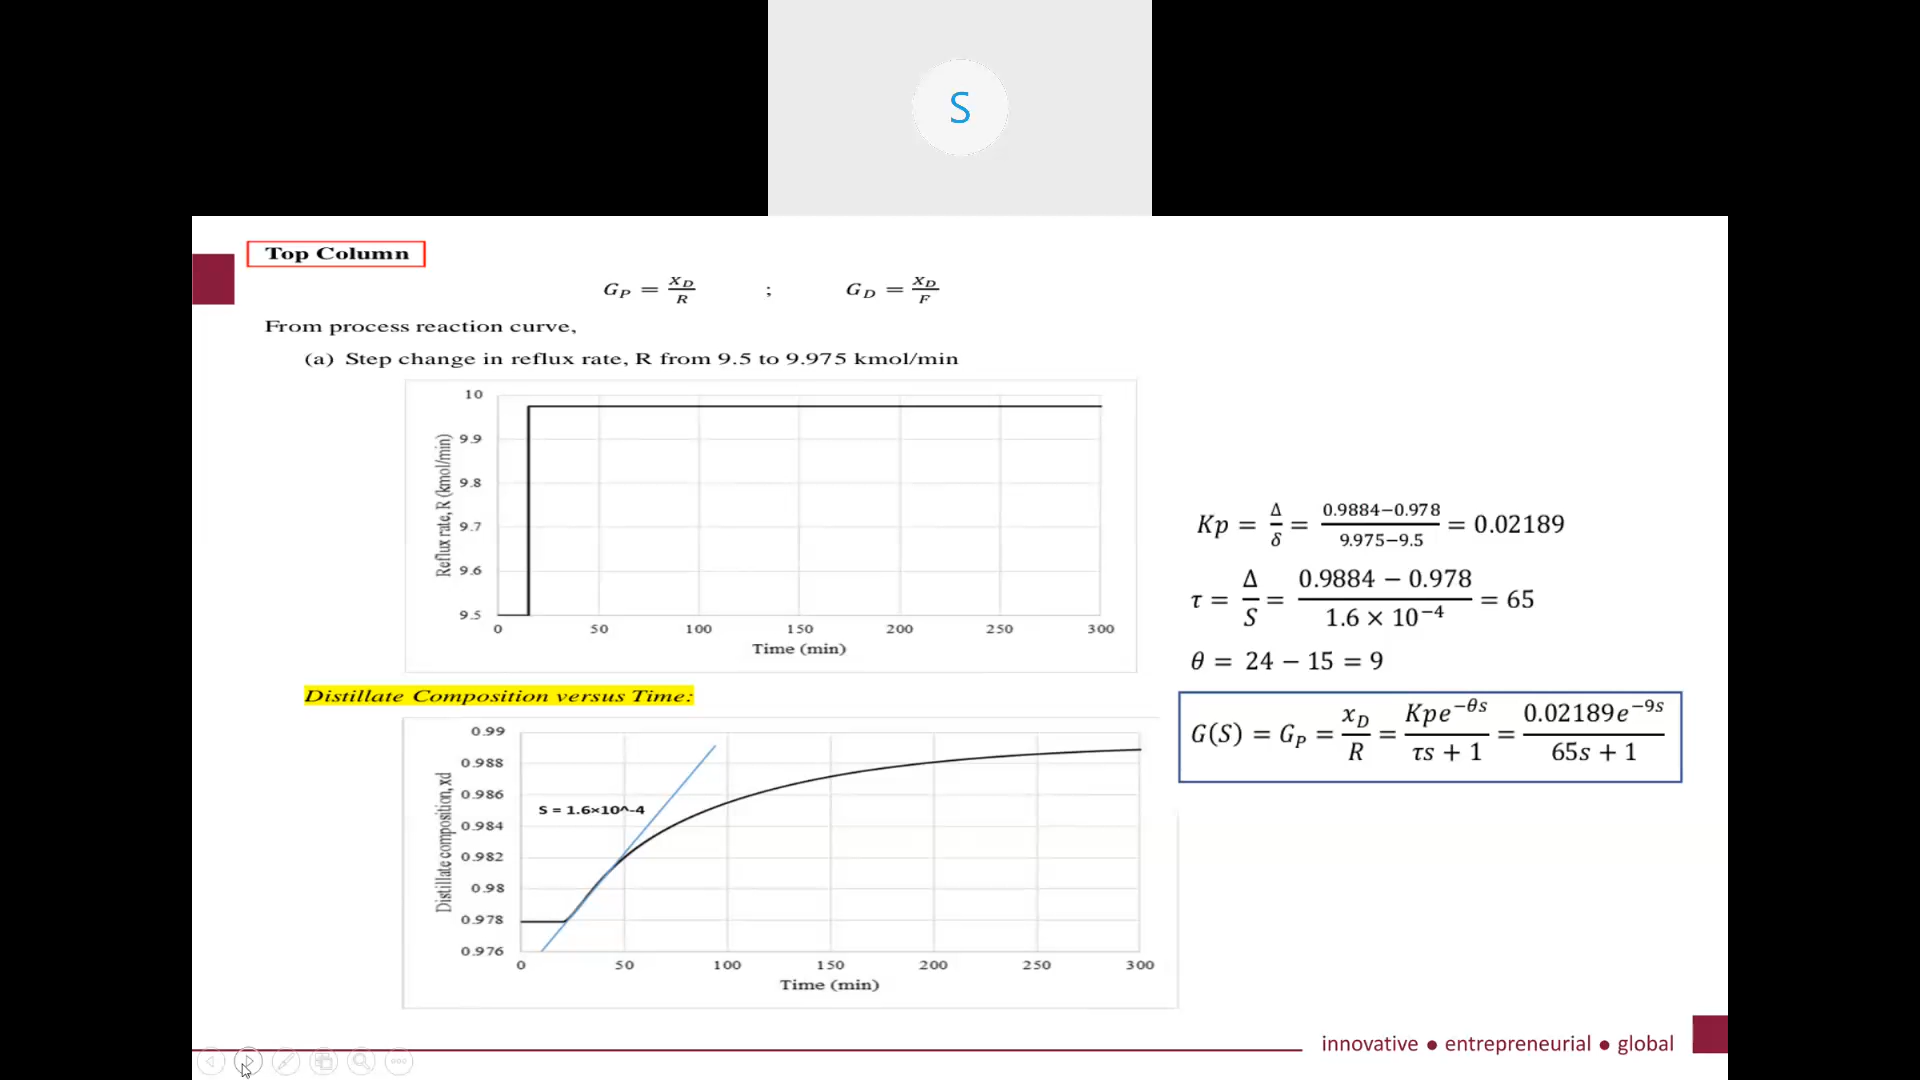 S
Top Column
G_P = x_D/R ; G_D = x_D/F
From process reaction curve,
(a) Step change in reflux rate, R from 9.5 to 9.975 kmol/min
10
9.9
9.8
9.7
9.6
9.5
Reflux rate, R (kmol/min)
0 50 100 150 200 250 300
Time (min)
Kp = Δ/δ = (0.9884−0.978)/(9.975−9.5) = 0.02189
τ = Δ/S = (0.9884 − 0.978)/(1.6 × 10⁻⁴) = 65
θ = 24 − 15 = 9
G(S) = G_P = x_D/R = Kpe^(−θs)/(τs + 1) = 0.02189e^(−9s)/(65s + 1)
Distillate Composition versus Time:
0.99
0.988
0.986
0.984
0.982
0.98
0.978
0.976
Distillate composition, xd
S = 1.6×10^-4
0 50 100 150 200 250 300
Time (min)
innovative ● entrepreneurial ● global